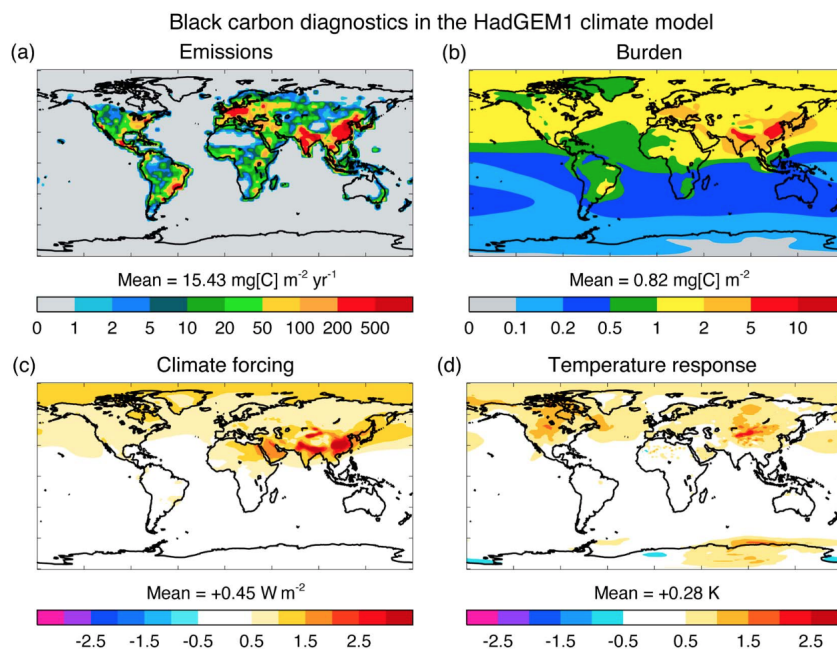 Black carbon diagnostics in the HadGEM1 climate model
(a) Emissions
(b) Burden
Mean = 15.43 mg[C] m⁻² yr⁻¹
0 1 2 5 10 20 50 100 200 500
Mean = 0.82 mg[C] m⁻²
0 0.1 0.2 0.5 1 2 5 10
(c) Climate forcing
(d) Temperature response
Mean = +0.45 W m⁻²
-2.5 -1.5 -0.5 0.5 1.5 2.5
Mean = +0.28 K
-2.5 -1.5 -0.5 0.5 1.5 2.5